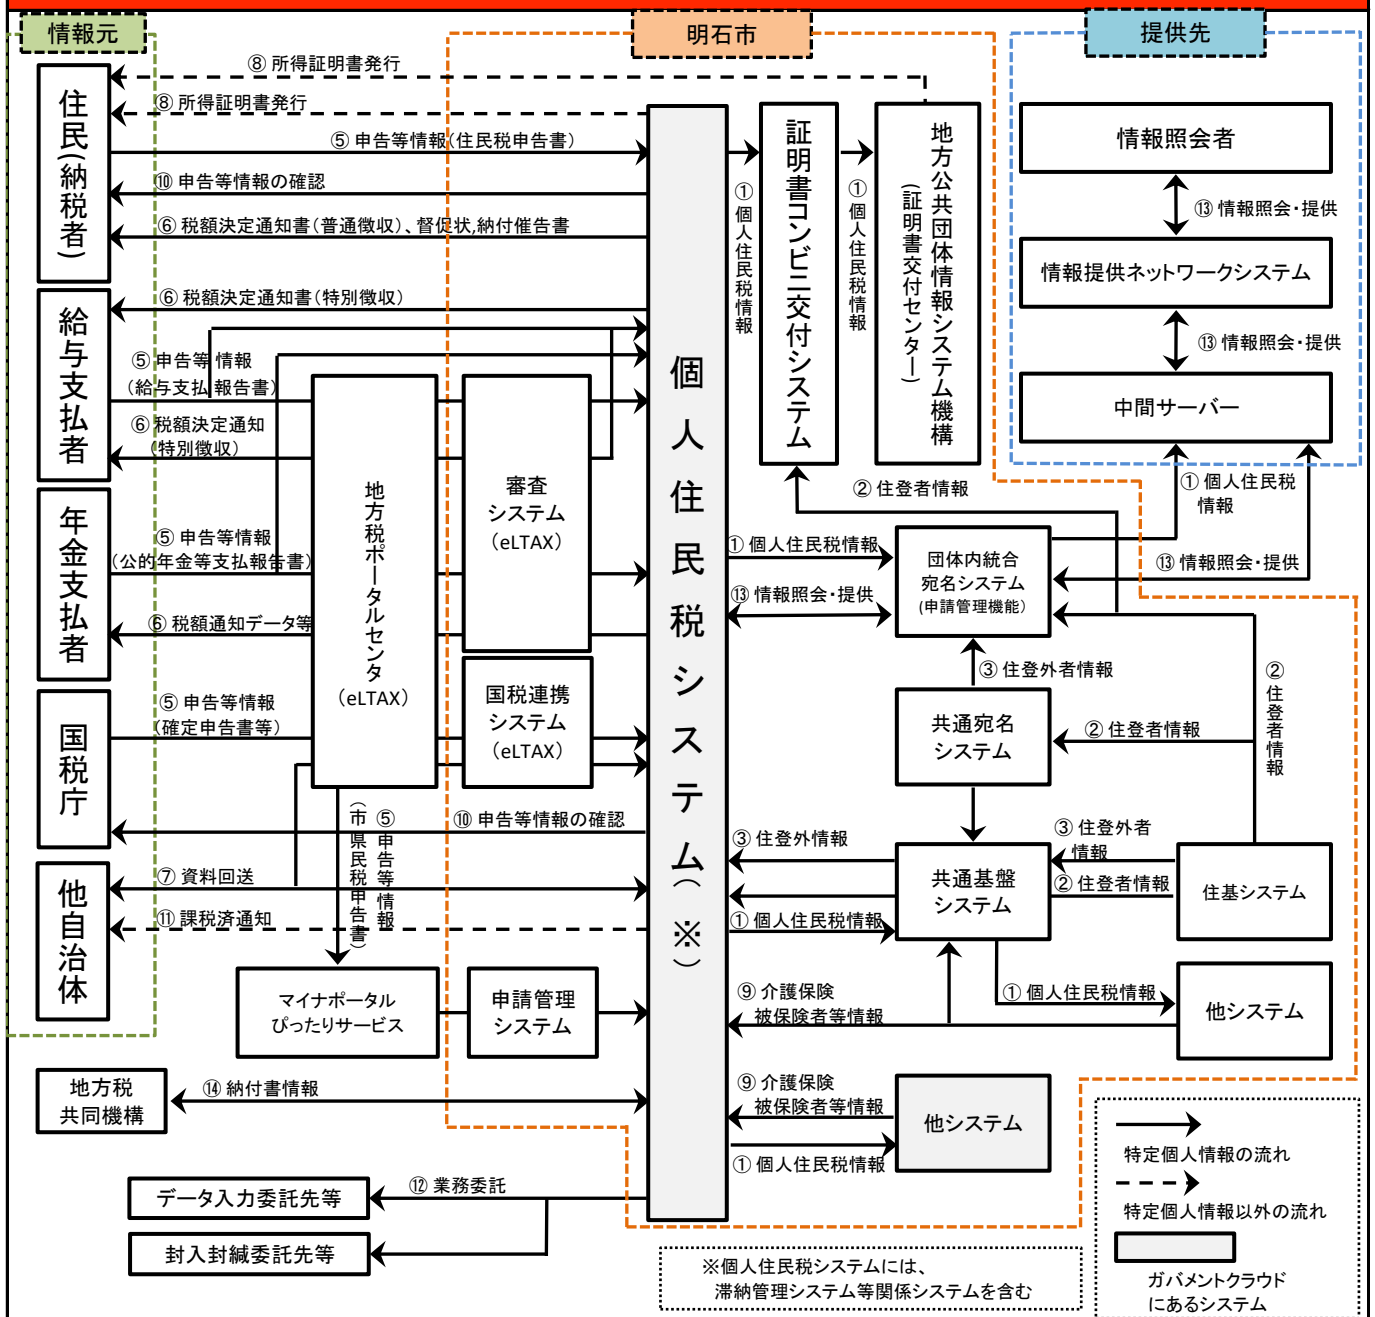 情報元
明石市
提供先
⑧ 所得証明書発行
⑧ 所得証明書発行
⑤ 申告等情報(住民税申告書)
⑩ 申告等情報の確認
⑥ 税額決定通知書(普通徴収)、督促状,納付催告書
住民(納税者)
⑥ 税額決定通知書(特別徴収)
⑤ 申告等 情報
(給与支払 報告書)
⑥ 税額決定通知
(特別徴収)
給与支払者
⑤ 申告等情報
(公的年金等支払報告書)
⑥ 税額通知データ等
年金支払者
⑤ 申告等情報
(確定申告書等)
国税庁
⑩ 申告等情報の確認
⑦ 資料回送
⑪ 課税済通知
他自治体
地方税ポータルセンタ
(eLTAX)
審査
システム
(eLTAX)
国税連携
システム
(eLTAX)
⑤申告等情報
(市県民税申告書)
マイナポータル
ぴったりサービス
申請管理
システム
地方税
共同機構
⑭ 納付書情報
⑫ 業務委託
データ入力委託先等
封入封緘委託先等
個人住民税システム(※)
①個人住民税情報
証明書コンビニ交付システム
①個人住民税情報
地方公共団体情報システム機構
(証明書交付センター)
情報照会者
⑬ 情報照会・提供
情報提供ネットワークシステム
⑬ 情報照会・提供
中間サーバー
② 住登者情報
① 個人住民税
情報
① 個人住民税情報
⑬ 情報照会・提供
団体内統合
宛名システム
(申請管理機能)
⑬ 情報照会・提供
③ 住登外者情報
②住登者情報
共通宛名
システム
② 住登者情報
③ 住登外情報
① 個人住民税情報
共通基盤
システム
③ 住登外者
情報
② 住登者情報
住基システム
① 個人住民税情報
他システム
⑨ 介護保険
被保険者等情報
⑨ 介護保険
被保険者等情報
① 個人住民税情報
他システム
特定個人情報の流れ
特定個人情報以外の流れ
ガバメントクラウド
にあるシステム
※個人住民税システムには、
滞納管理システム等関係システムを含む